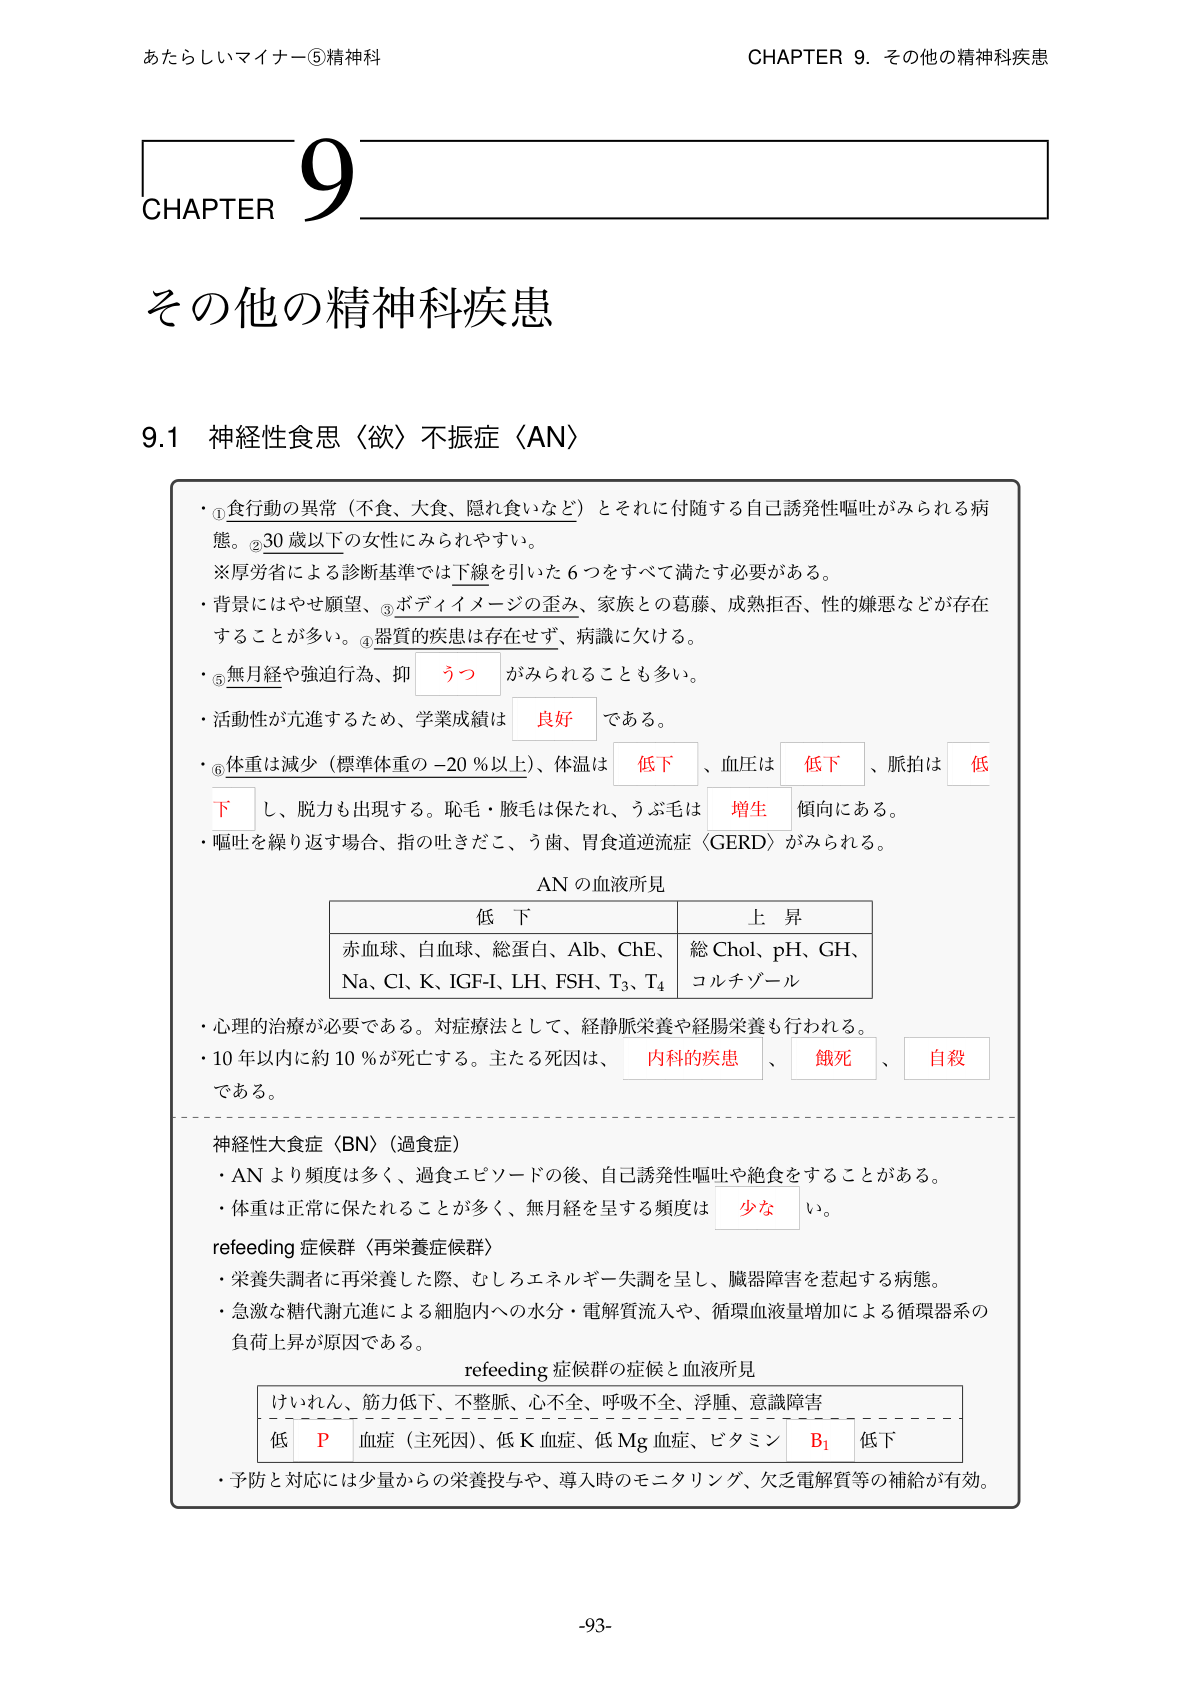 あたらしいマイナー⑤精神科
CHAPTER 9. その他の精神科疾患
CHAPTER 9
その他の精神科疾患
9.1 神経性食思〈欲〉不振症〈AN〉
・①食行動の異常（不食、大食、隠れ食いなど）とそれに付随する自己誘発性嘔吐がみられる病
態。②30 歳以下の女性にみられやすい。
※厚労省による診断基準では下線を引いた 6 つをすべて満たす必要がある。
・背景にはやせ願望、③ボディイメージの歪み、家族との葛藤、成熟拒否、性的嫌悪などが存在
することが多い。④器質的疾患は存在せず、病識に欠ける。
・⑤無月経や強迫行為、抑 うつ がみられることも多い。
・活動性が亢進するため、学業成績は 良好 である。
・⑥体重は減少（標準体重の –20 %以上）、体温は 低下 、血圧は 低下 、脈拍は 低
下 し、脱力も出現する。恥毛・腋毛は保たれ、うぶ毛は 増生 傾向にある。
・嘔吐を繰り返す場合、指の吐きだこ、う歯、胃食道逆流症〈GERD〉がみられる。
AN の血液所見
低 下 上 昇
赤血球、白血球、総蛋白、Alb、ChE、 総 Chol、pH、GH、
Na、Cl、K、IGF-I、LH、FSH、T₃、T₄ コルチゾール
・心理的治療が必要である。対症療法として、経静脈栄養や経腸栄養も行われる。
・10 年以内に約 10 %が死亡する。主たる死因は、 内科的疾患 、 餓死 、 自殺
である。
神経性大食症〈BN〉（過食症）
・AN より頻度は多く、過食エピソードの後、自己誘発性嘔吐や絶食をすることがある。
・体重は正常に保たれることが多く、無月経を呈する頻度は 少な い。
refeeding 症候群〈再栄養症候群〉
・栄養失調者に再栄養した際、むしろエネルギー失調を呈し、臓器障害を惹起する病態。
・急激な糖代謝亢進による細胞内への水分・電解質流入や、循環血液量増加による循環器系の
負荷上昇が原因である。
refeeding 症候群の症候と血液所見
けいれん、筋力低下、不整脈、心不全、呼吸不全、浮腫、意識障害
低 P 血症（主死因）、低 K 血症、低 Mg 血症、ビタミン B₁ 低下
・予防と対応には少量からの栄養投与や、導入時のモニタリング、欠乏電解質等の補給が有効。
-93-